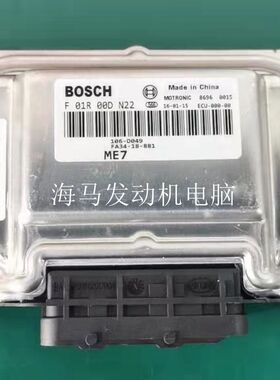 BOSCH
Made in China
F 01R 00D N22
MOTRONIC 8696 0015
16-01-15 ECU-000-00
106-D049
FA34-18-881
ME7
海马发动机电脑